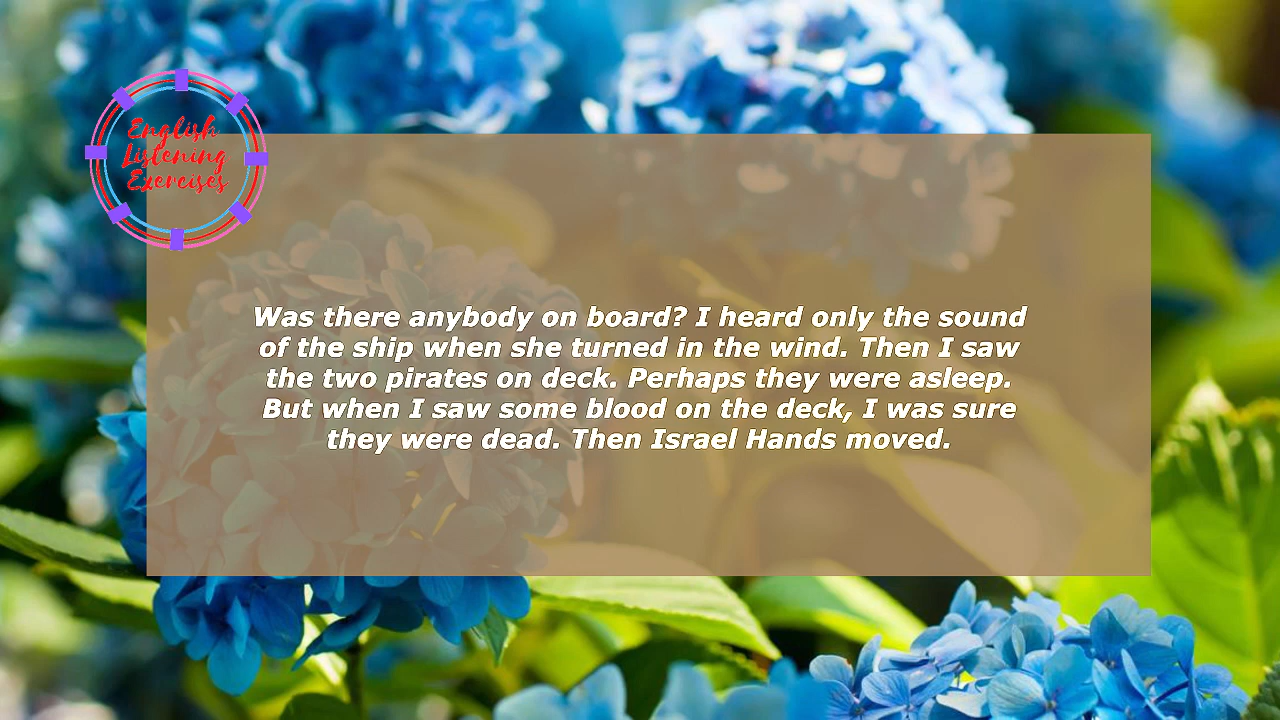 English
Listening
Exercises
Was there anybody on board? I heard only the sound
of the ship when she turned in the wind. Then I saw
the two pirates on deck. Perhaps they were asleep.
But when I saw some blood on the deck, I was sure
they were dead. Then Israel Hands moved.